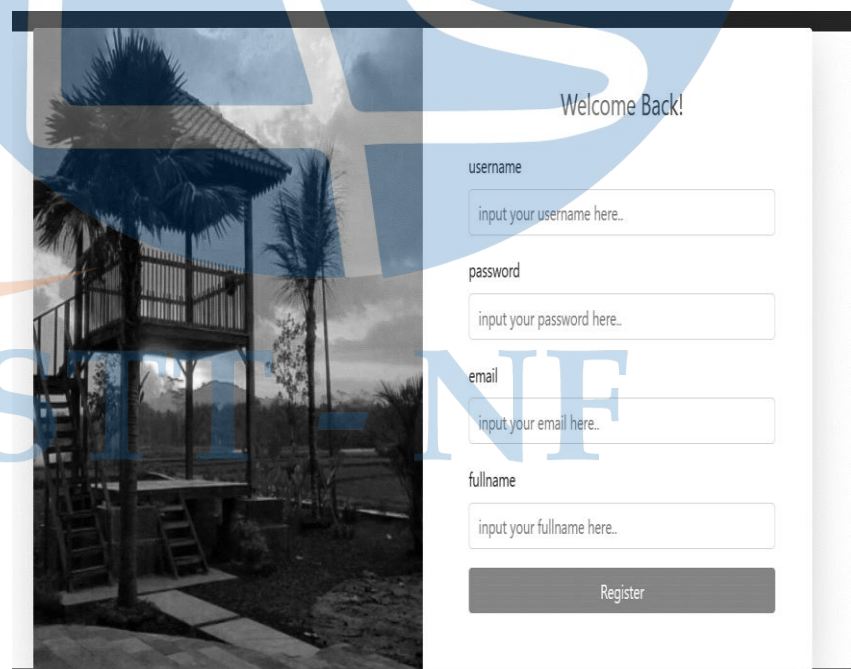 Welcome Back!
username
input your username here..
password
input your password here..
email
input your email here..
fullname
input your fullname here..
Register
STT - NF